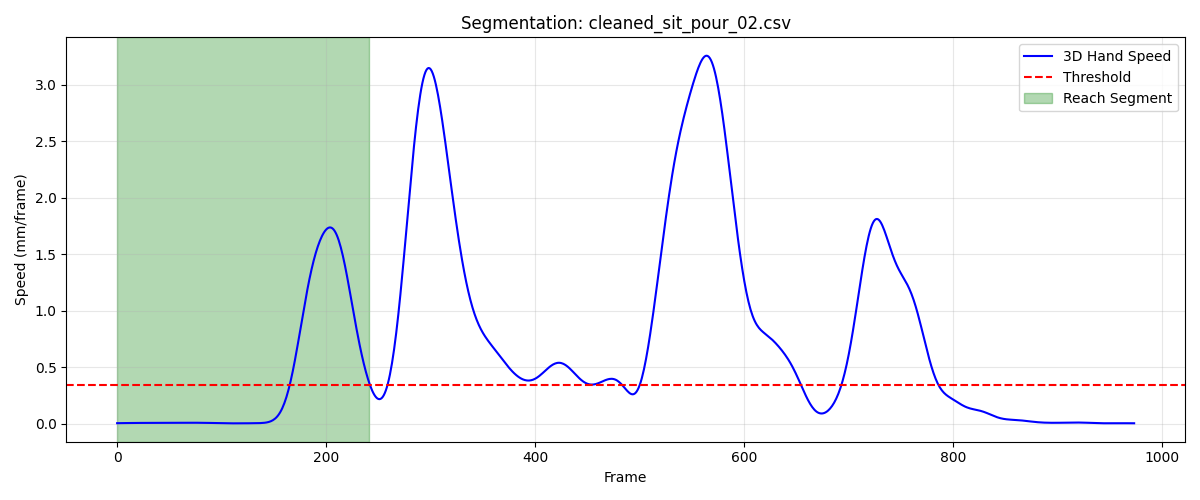 Segmentation: cleaned_sit_pour_02.csv
3D Hand Speed
Threshold
Reach Segment
Speed (mm/frame)
3.0
2.5
2.0
1.5
1.0
0.5
0.0
0 200 400 600 800 1000
Frame